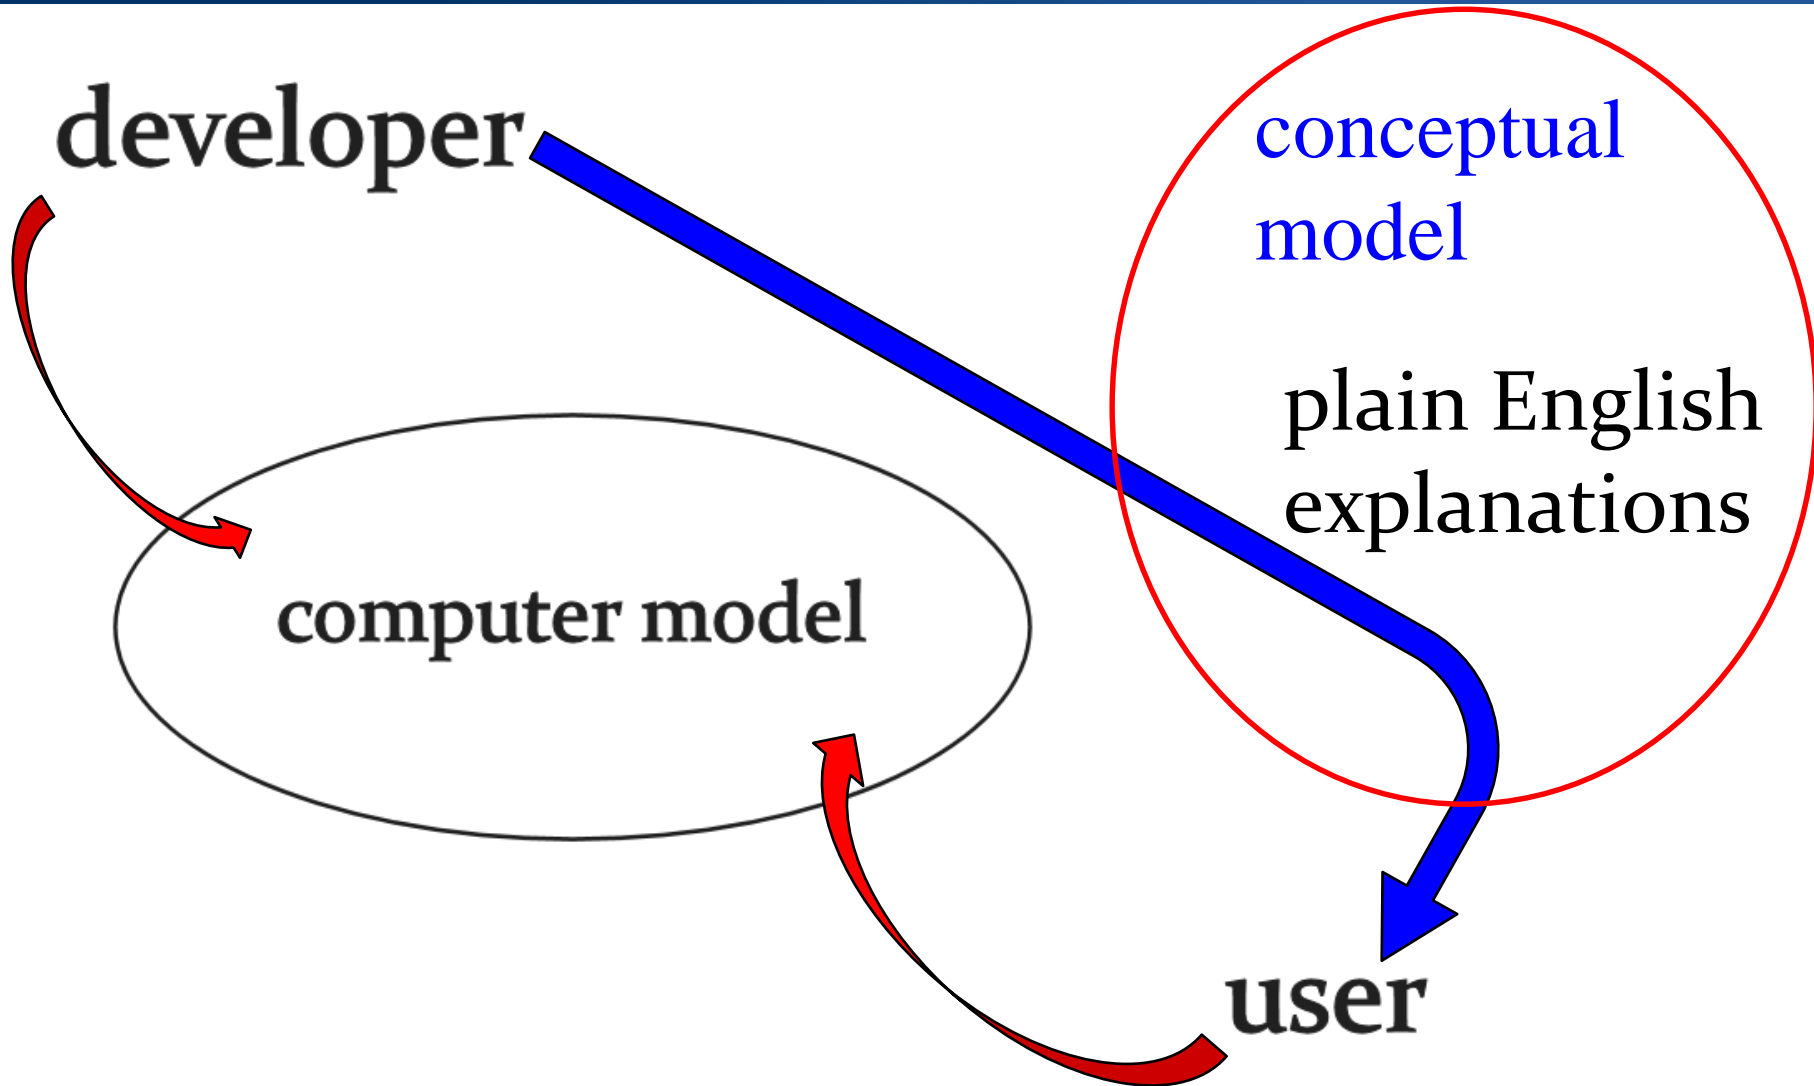 developer
conceptual
model
plain English
explanations
computer model
user